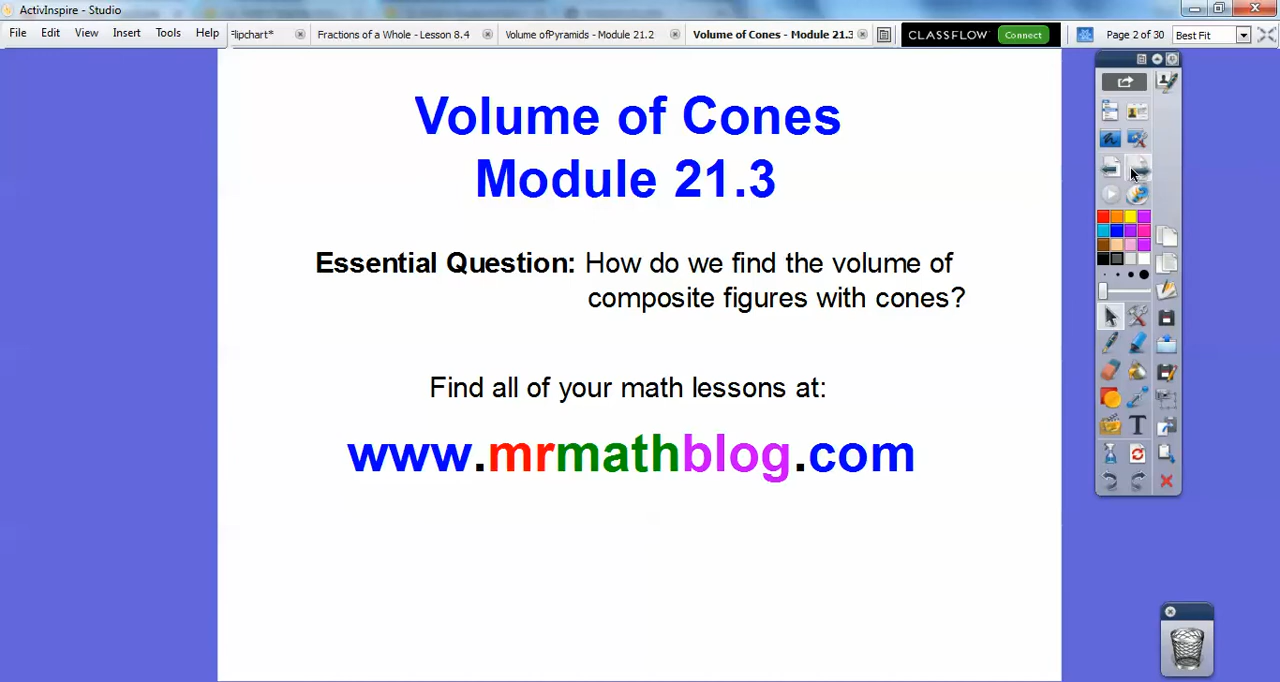 ActivInspire - Studio
File Edit View Insert Tools Help
flipchart* Fractions of a Whole - Lesson 8.4 Volume ofPyramids - Module 21.2 Volume of Cones - Module 21.3
CLASSFLOW Connect Page 2 of 30 Best Fit
Volume of Cones
Module 21.3
Essential Question: How do we find the volume of
composite figures with cones?
Find all of your math lessons at:
www.mrmathblog.com